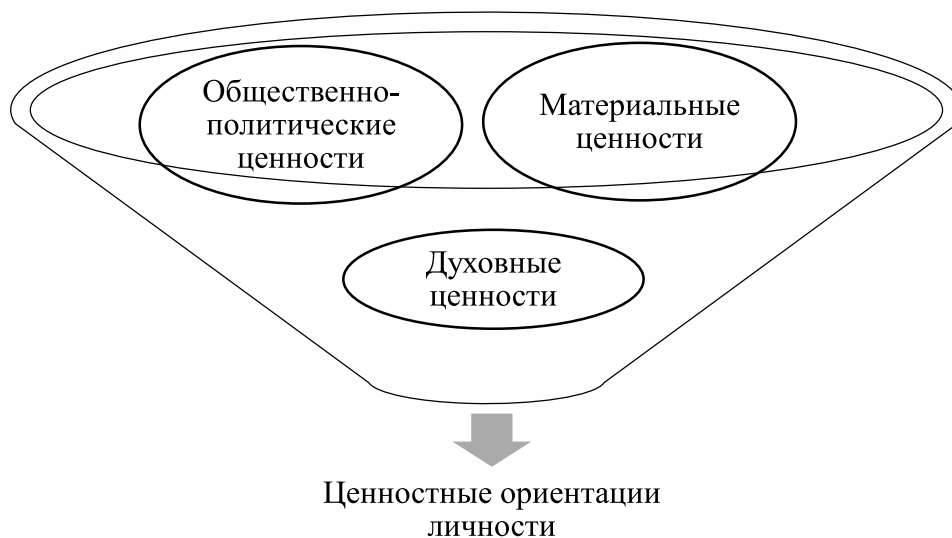 Общественно-
политические
ценности
Материальные
ценности
Духовные
ценности
Ценностные ориентации
личности